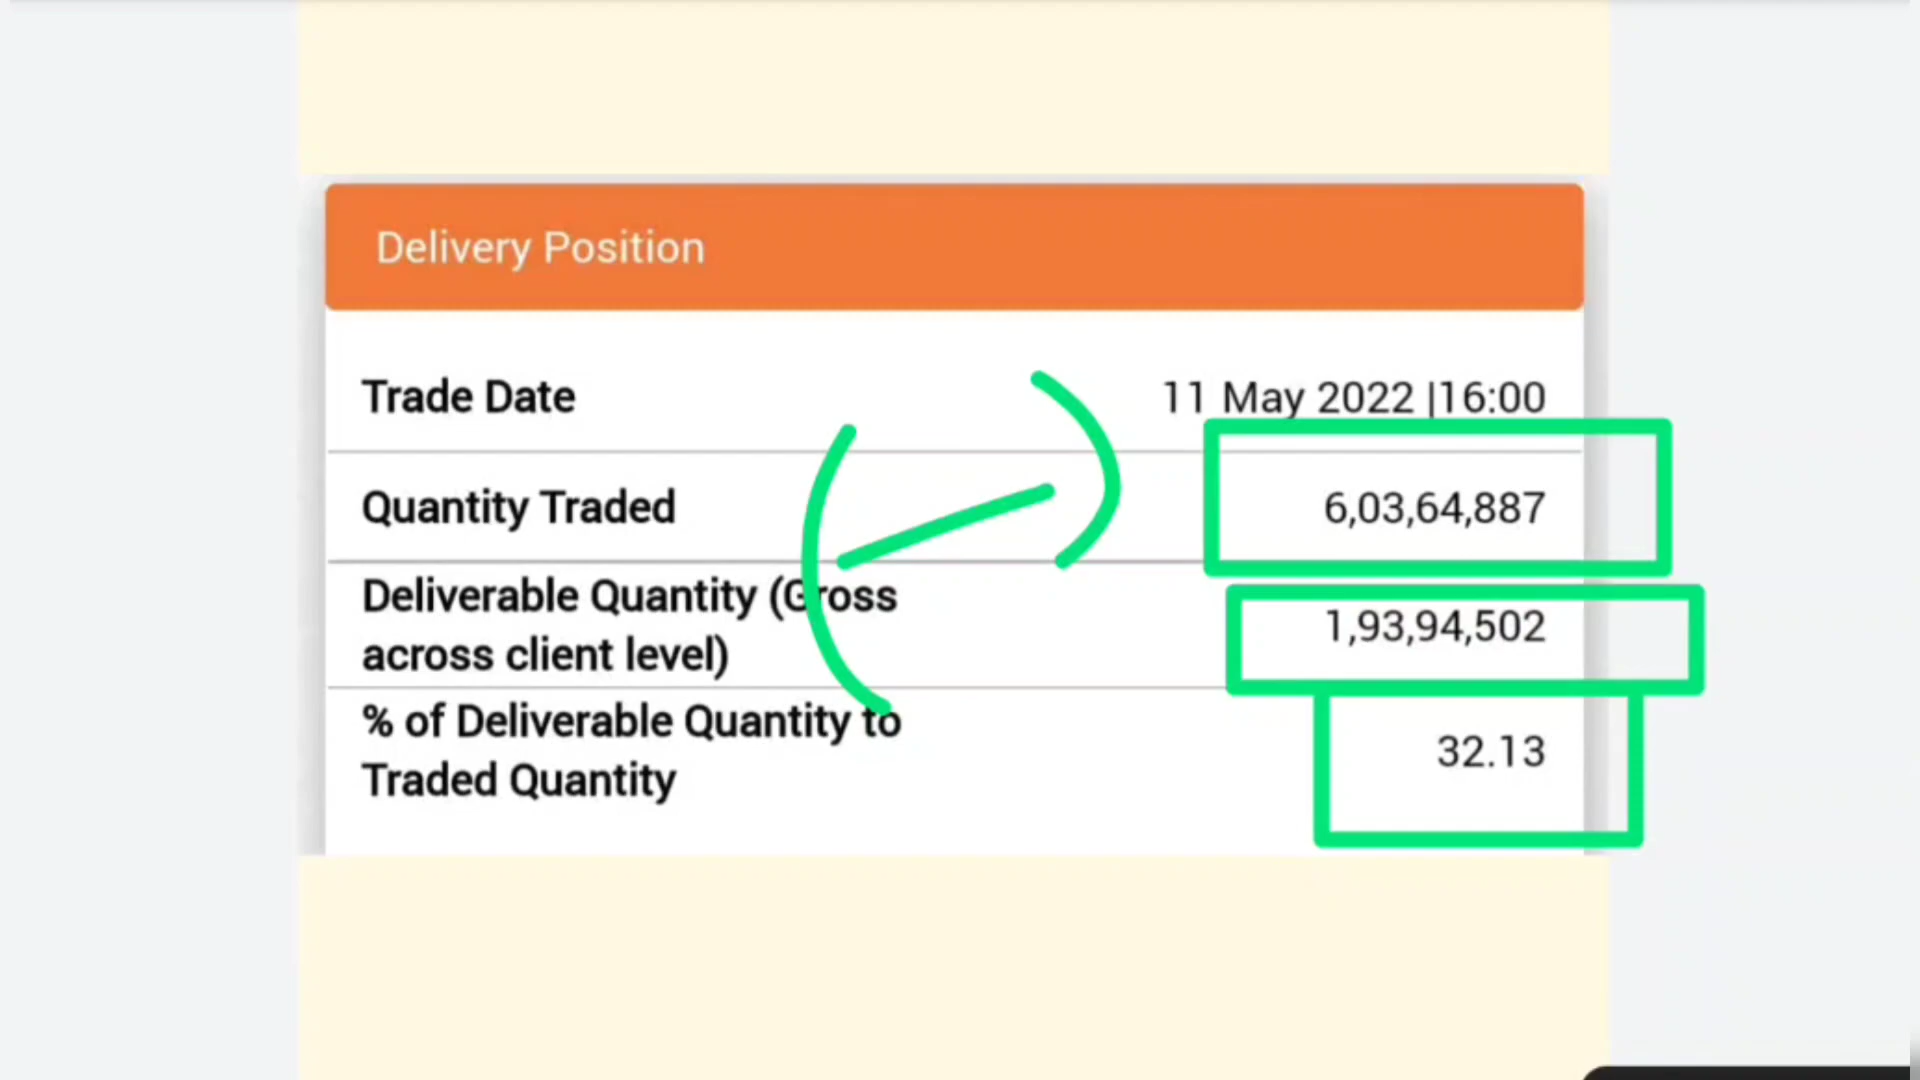 Delivery Position
Trade Date 11 May 2022 |16:00
Quantity Traded 6,03,64,887
Deliverable Quantity (Gross
across client level) 1,93,94,502
% of Deliverable Quantity to
Traded Quantity 32.13